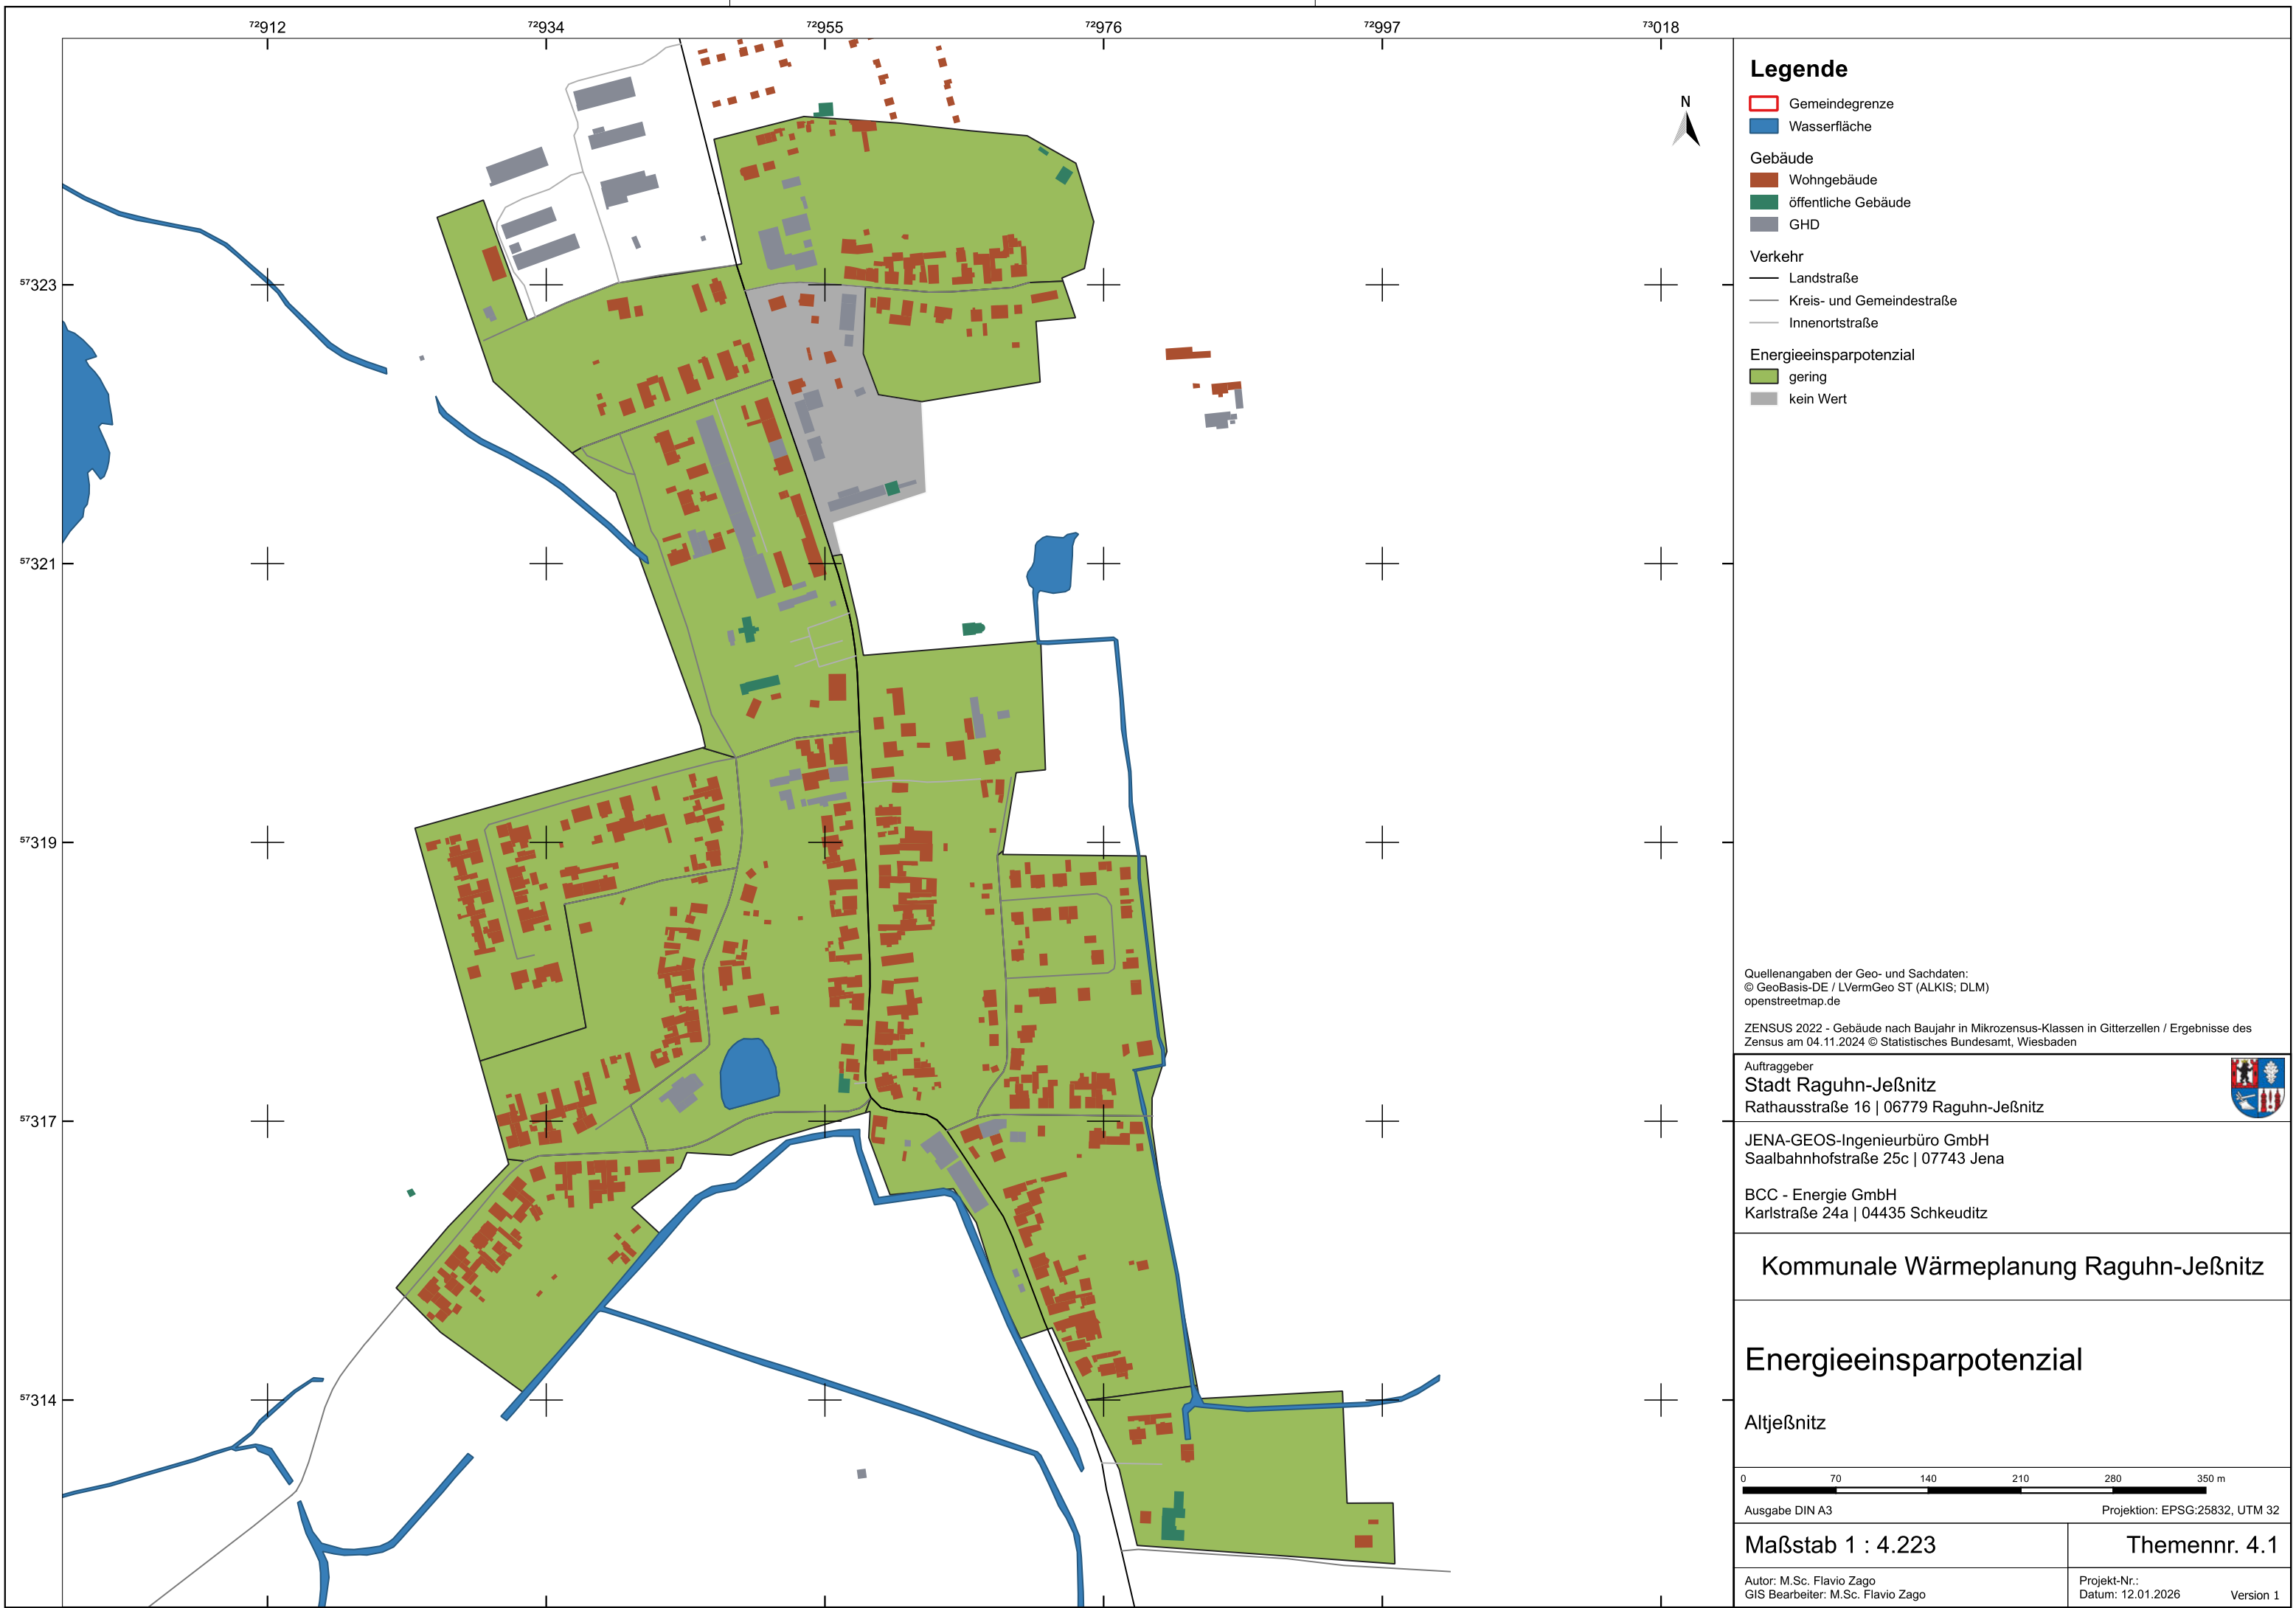 ⁷²912 ⁷²934 ⁷²955 ⁷²976 ⁷²997 ⁷³018
⁵⁷323
⁵⁷321
⁵⁷319
⁵⁷317
⁵⁷314
N
Legende
Gemeindegrenze
Wasserfläche
Gebäude
Wohngebäude
öffentliche Gebäude
GHD
Verkehr
Landstraße
Kreis- und Gemeindestraße
Innenortstraße
Energieeinsparpotenzial
gering
kein Wert
Quellenangaben der Geo- und Sachdaten:
© GeoBasis-DE / LVermGeo ST (ALKIS; DLM)
openstreetmap.de
ZENSUS 2022 - Gebäude nach Baujahr in Mikrozensus-Klassen in Gitterzellen / Ergebnisse des
Zensus am 04.11.2024 © Statistisches Bundesamt, Wiesbaden
Auftraggeber
Stadt Raguhn-Jeßnitz
Rathausstraße 16 | 06779 Raguhn-Jeßnitz
JENA-GEOS-Ingenieurbüro GmbH
Saalbahnhofstraße 25c | 07743 Jena
BCC - Energie GmbH
Karlstraße 24a | 04435 Schkeuditz
Kommunale Wärmeplanung Raguhn-Jeßnitz
Energieeinsparpotenzial
Altjeßnitz
0 70 140 210 280 350 m
Ausgabe DIN A3 Projektion: EPSG:25832, UTM 32
Maßstab 1 : 4.223 Themennr. 4.1
Autor: M.Sc. Flavio Zago Projekt-Nr.:
GIS Bearbeiter: M.Sc. Flavio Zago Datum: 12.01.2026 Version 1